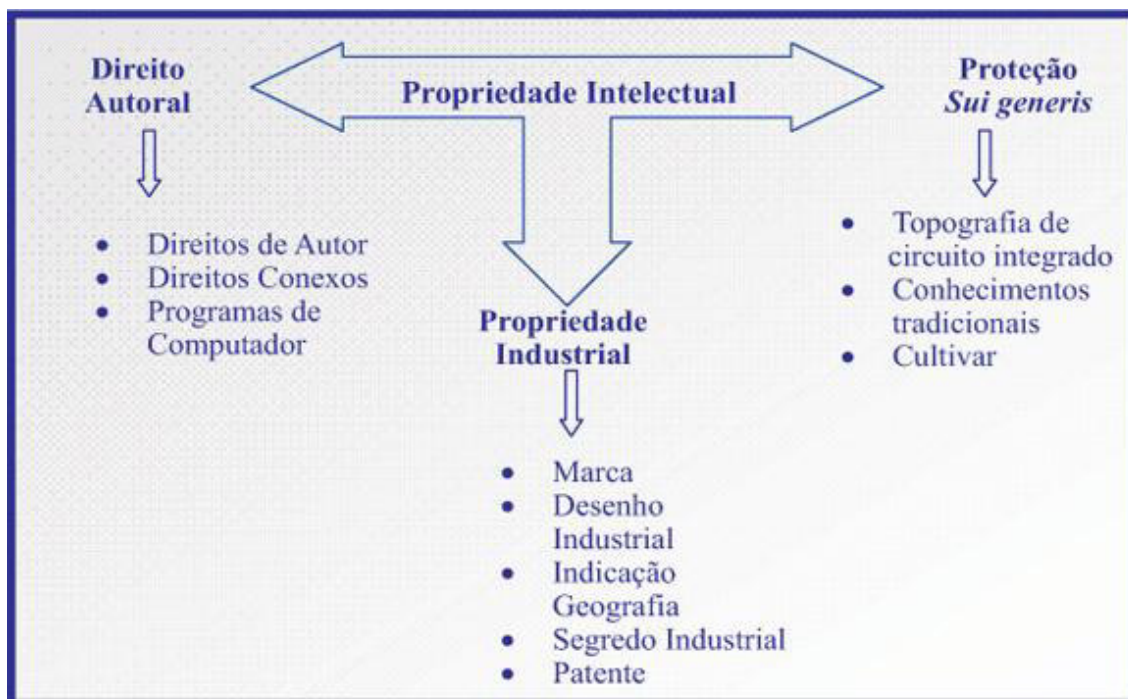 Direito
Autoral
Propriedade Intelectual
Proteção
Sui generis
• Direitos de Autor
• Direitos Conexos
• Programas de
Computador
• Topografia de
circuito integrado
• Conhecimentos
tradicionais
• Cultivar
Propriedade
Industrial
• Marca
• Desenho
Industrial
• Indicação
Geografia
• Segredo Industrial
• Patente